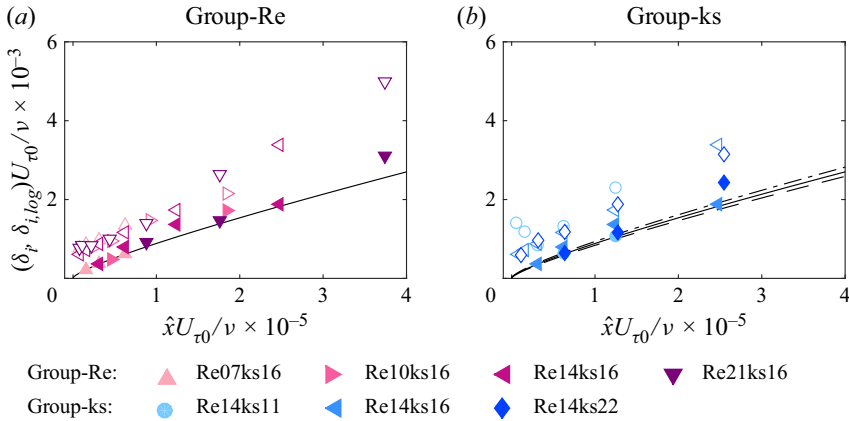 (a) Group-Re (b) Group-ks
6 6
4 4
2 2
0 1 2 3 4 0 1 2 3 4
(δi, δi,log)Uτ0/ν × 10−3
x̂Uτ0/ν × 10−5 x̂Uτ0/ν × 10−5
Group-Re: Re07ks16 Re10ks16 Re14ks16 Re21ks16
Group-ks: Re14ks11 Re14ks16 Re14ks22